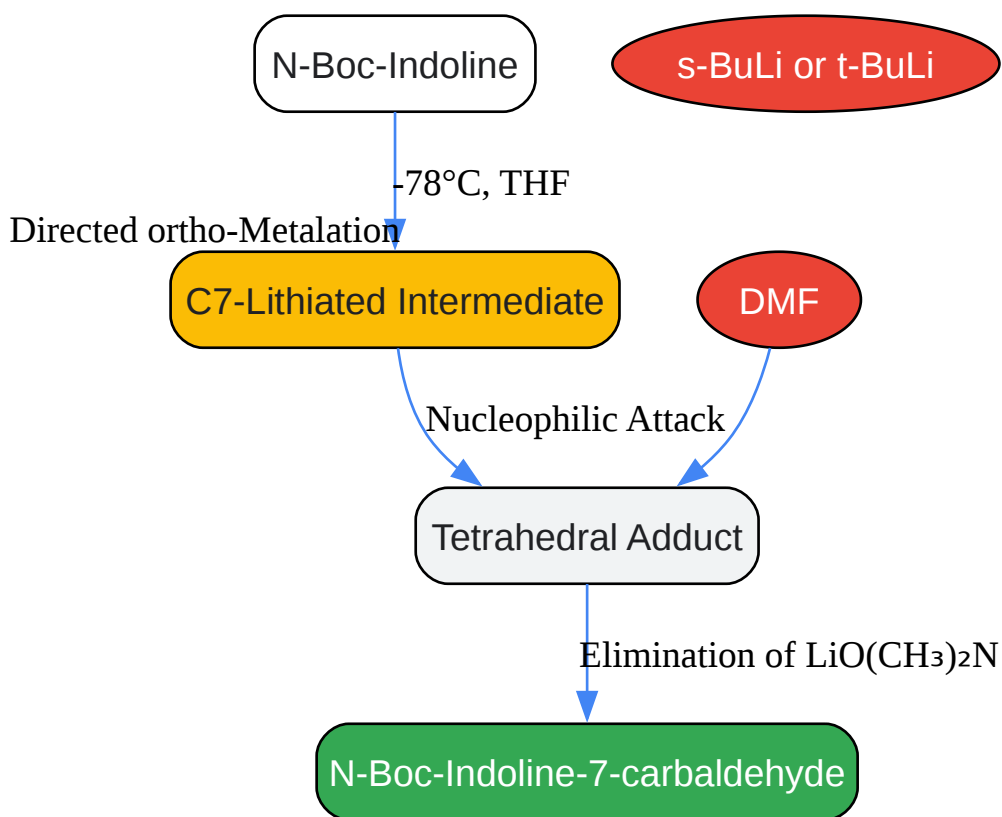 N-Boc-Indoline
s-BuLi or t-BuLi
-78°C, THF
Directed ortho-Metalation
C7-Lithiated Intermediate
DMF
Nucleophilic Attack
Tetrahedral Adduct
Elimination of LiO(CH₃)₂N
N-Boc-Indoline-7-carbaldehyde